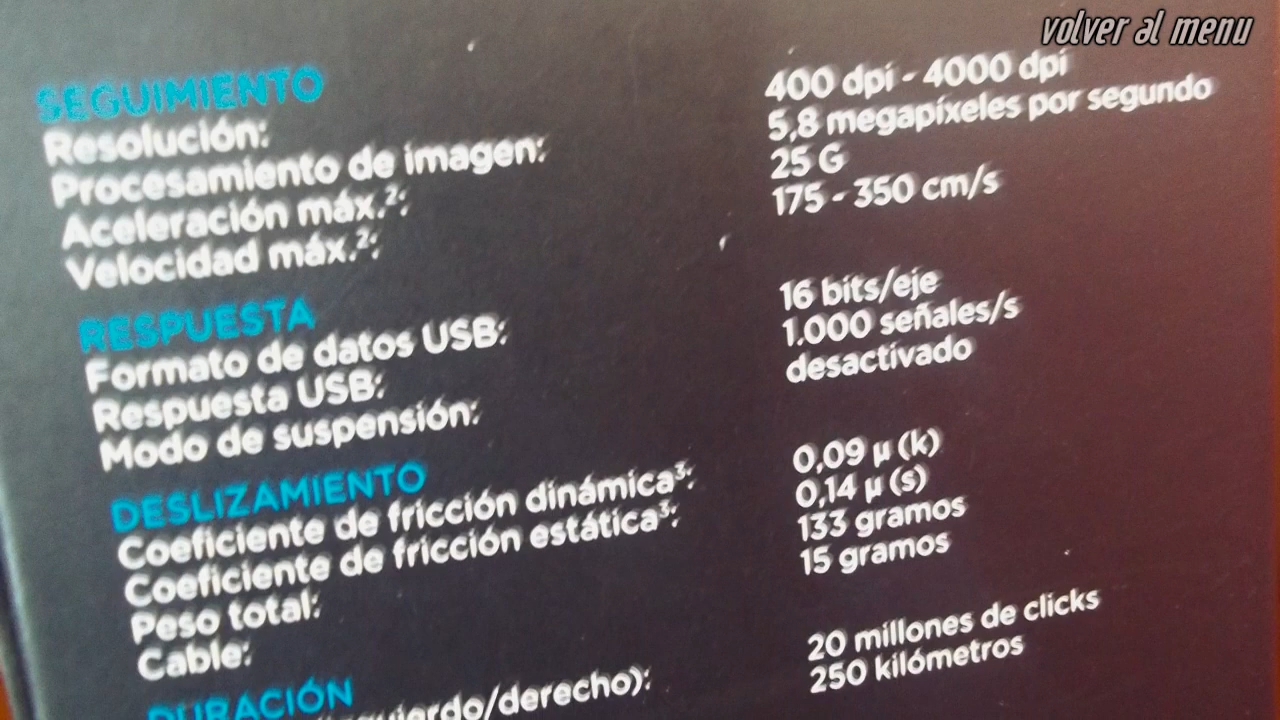 volver al menu
SEGUIMIENTO
Resolución: 400 dpi - 4000 dpi
Procesamiento de imagen: 5,8 megapíxeles por segundo
Aceleración máx.²: 25 G
Velocidad máx.²: 175 - 350 cm/s
RESPUESTA
Formato de datos USB: 16 bits/eje
Respuesta USB: 1.000 señales/s
Modo de suspensión: desactivado
DESLIZAMIENTO
Coeficiente de fricción dinámica³: 0,09 µ (k)
Coeficiente de fricción estática³: 0,14 µ (s)
Peso total: 133 gramos
Cable: 15 gramos
DURACIÓN
/derecho): 20 millones de clicks
250 kilómetros